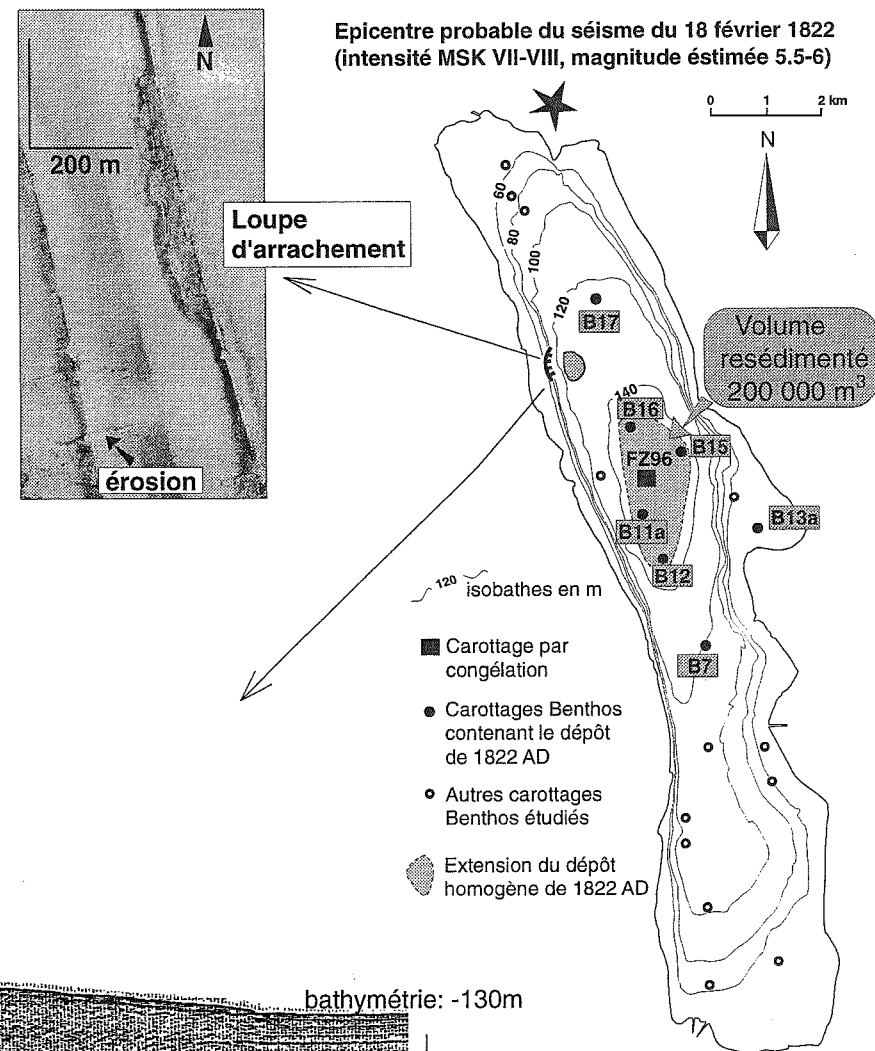 Epicentre probable du séisme du 18 février 1822
(intensité MSK VII-VIII, magnitude éstimée 5.5-6)
N
200 m
0 1 2 km
N
Loupe
d'arrachement
60
80
100
120
B17
Volume
resédimenté
200 000 m³
140
B16
B15
FZ96
B13a
B11a
B12
érosion
120
isobathes en m
B7
Carottage par
congélation
Carottages Benthos
contenant le dépôt
de 1822 AD
Autres carottages
Benthos étudiés
Extension du dépôt
homogène de 1822 AD
bathymétrie: -130m